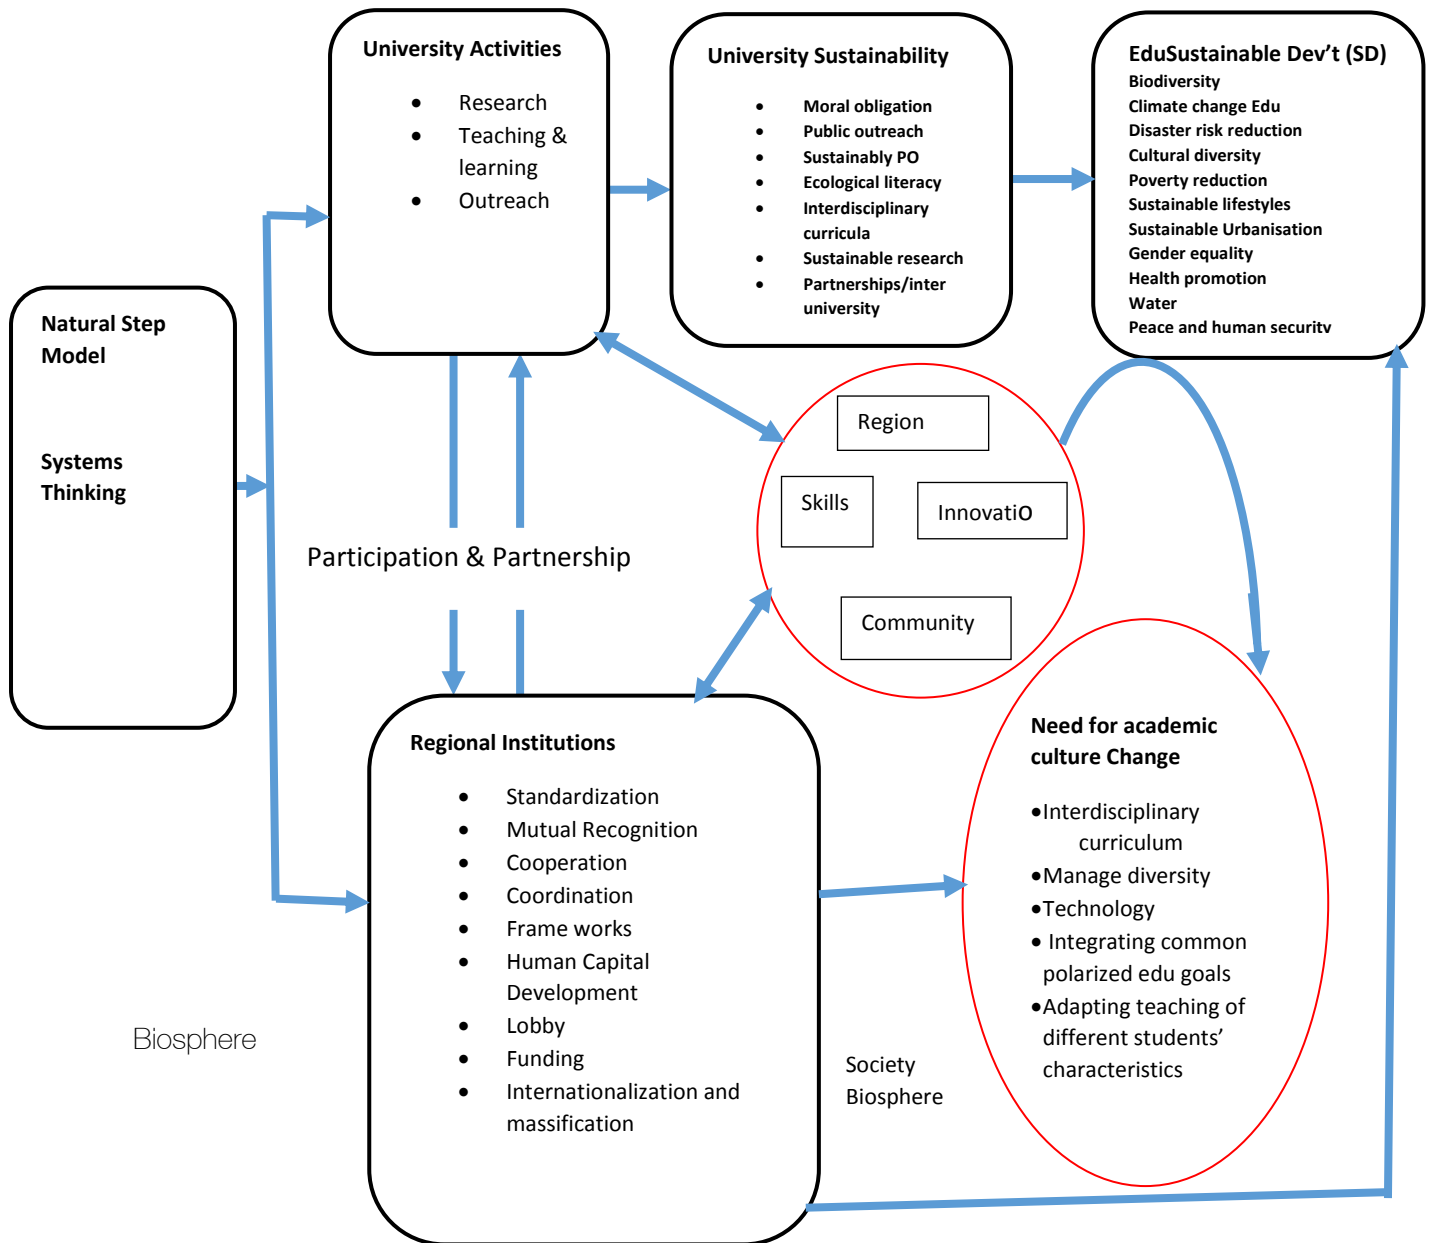 University Activities
• Research
• Teaching &
learning
• Outreach
University Sustainability
• Moral obligation
• Public outreach
• Sustainably PO
• Ecological literacy
• Interdisciplinary
curricula
• Sustainable research
• Partnerships/inter
university
EduSustainable Dev’t (SD)
Biodiversity
Climate change Edu
Disaster risk reduction
Cultural diversity
Poverty reduction
Sustainable lifestyles
Sustainable Urbanisation
Gender equality
Health promotion
Water
Peace and human security
Natural Step
Model
Systems
Thinking
Region
Skills
InnovatiO
Community
Participation & Partnership
Regional Institutions
• Standardization
• Mutual Recognition
• Cooperation
• Coordination
• Frame works
• Human Capital
Development
• Lobby
• Funding
• Internationalization and
massification
Need for academic
culture Change
•Interdisciplinary
curriculum
•Manage diversity
•Technology
• Integrating common
polarized edu goals
•Adapting teaching of
different students’
characteristics
Biosphere
Society
Biosphere